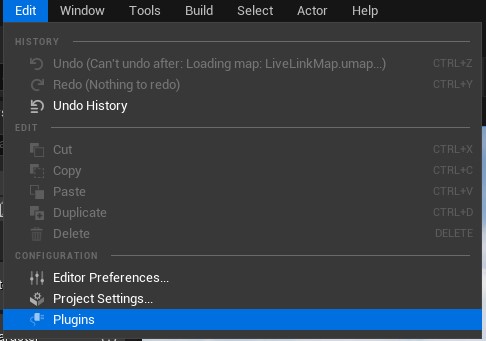 Edit Window Tools Build Select Actor Help
HISTORY
Undo (Can't undo after: Loading map: LiveLinkMap.umap...) CTRL+Z
Redo (Nothing to redo) CTRL+Y
Undo History
EDIT
Cut CTRL+X
Copy CTRL+C
Paste CTRL+V
Duplicate CTRL+D
Delete DELETE
CONFIGURATION
Editor Preferences...
Project Settings...
Plugins